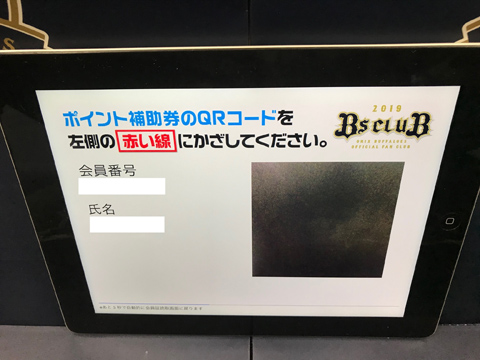 ポイント補助券のQRコードを
左側の 赤い線 にかざしてください。
2019
BsCLUB
ORIX BUFFALOES
OFFICIAL FAN CLUB
会員番号
氏名